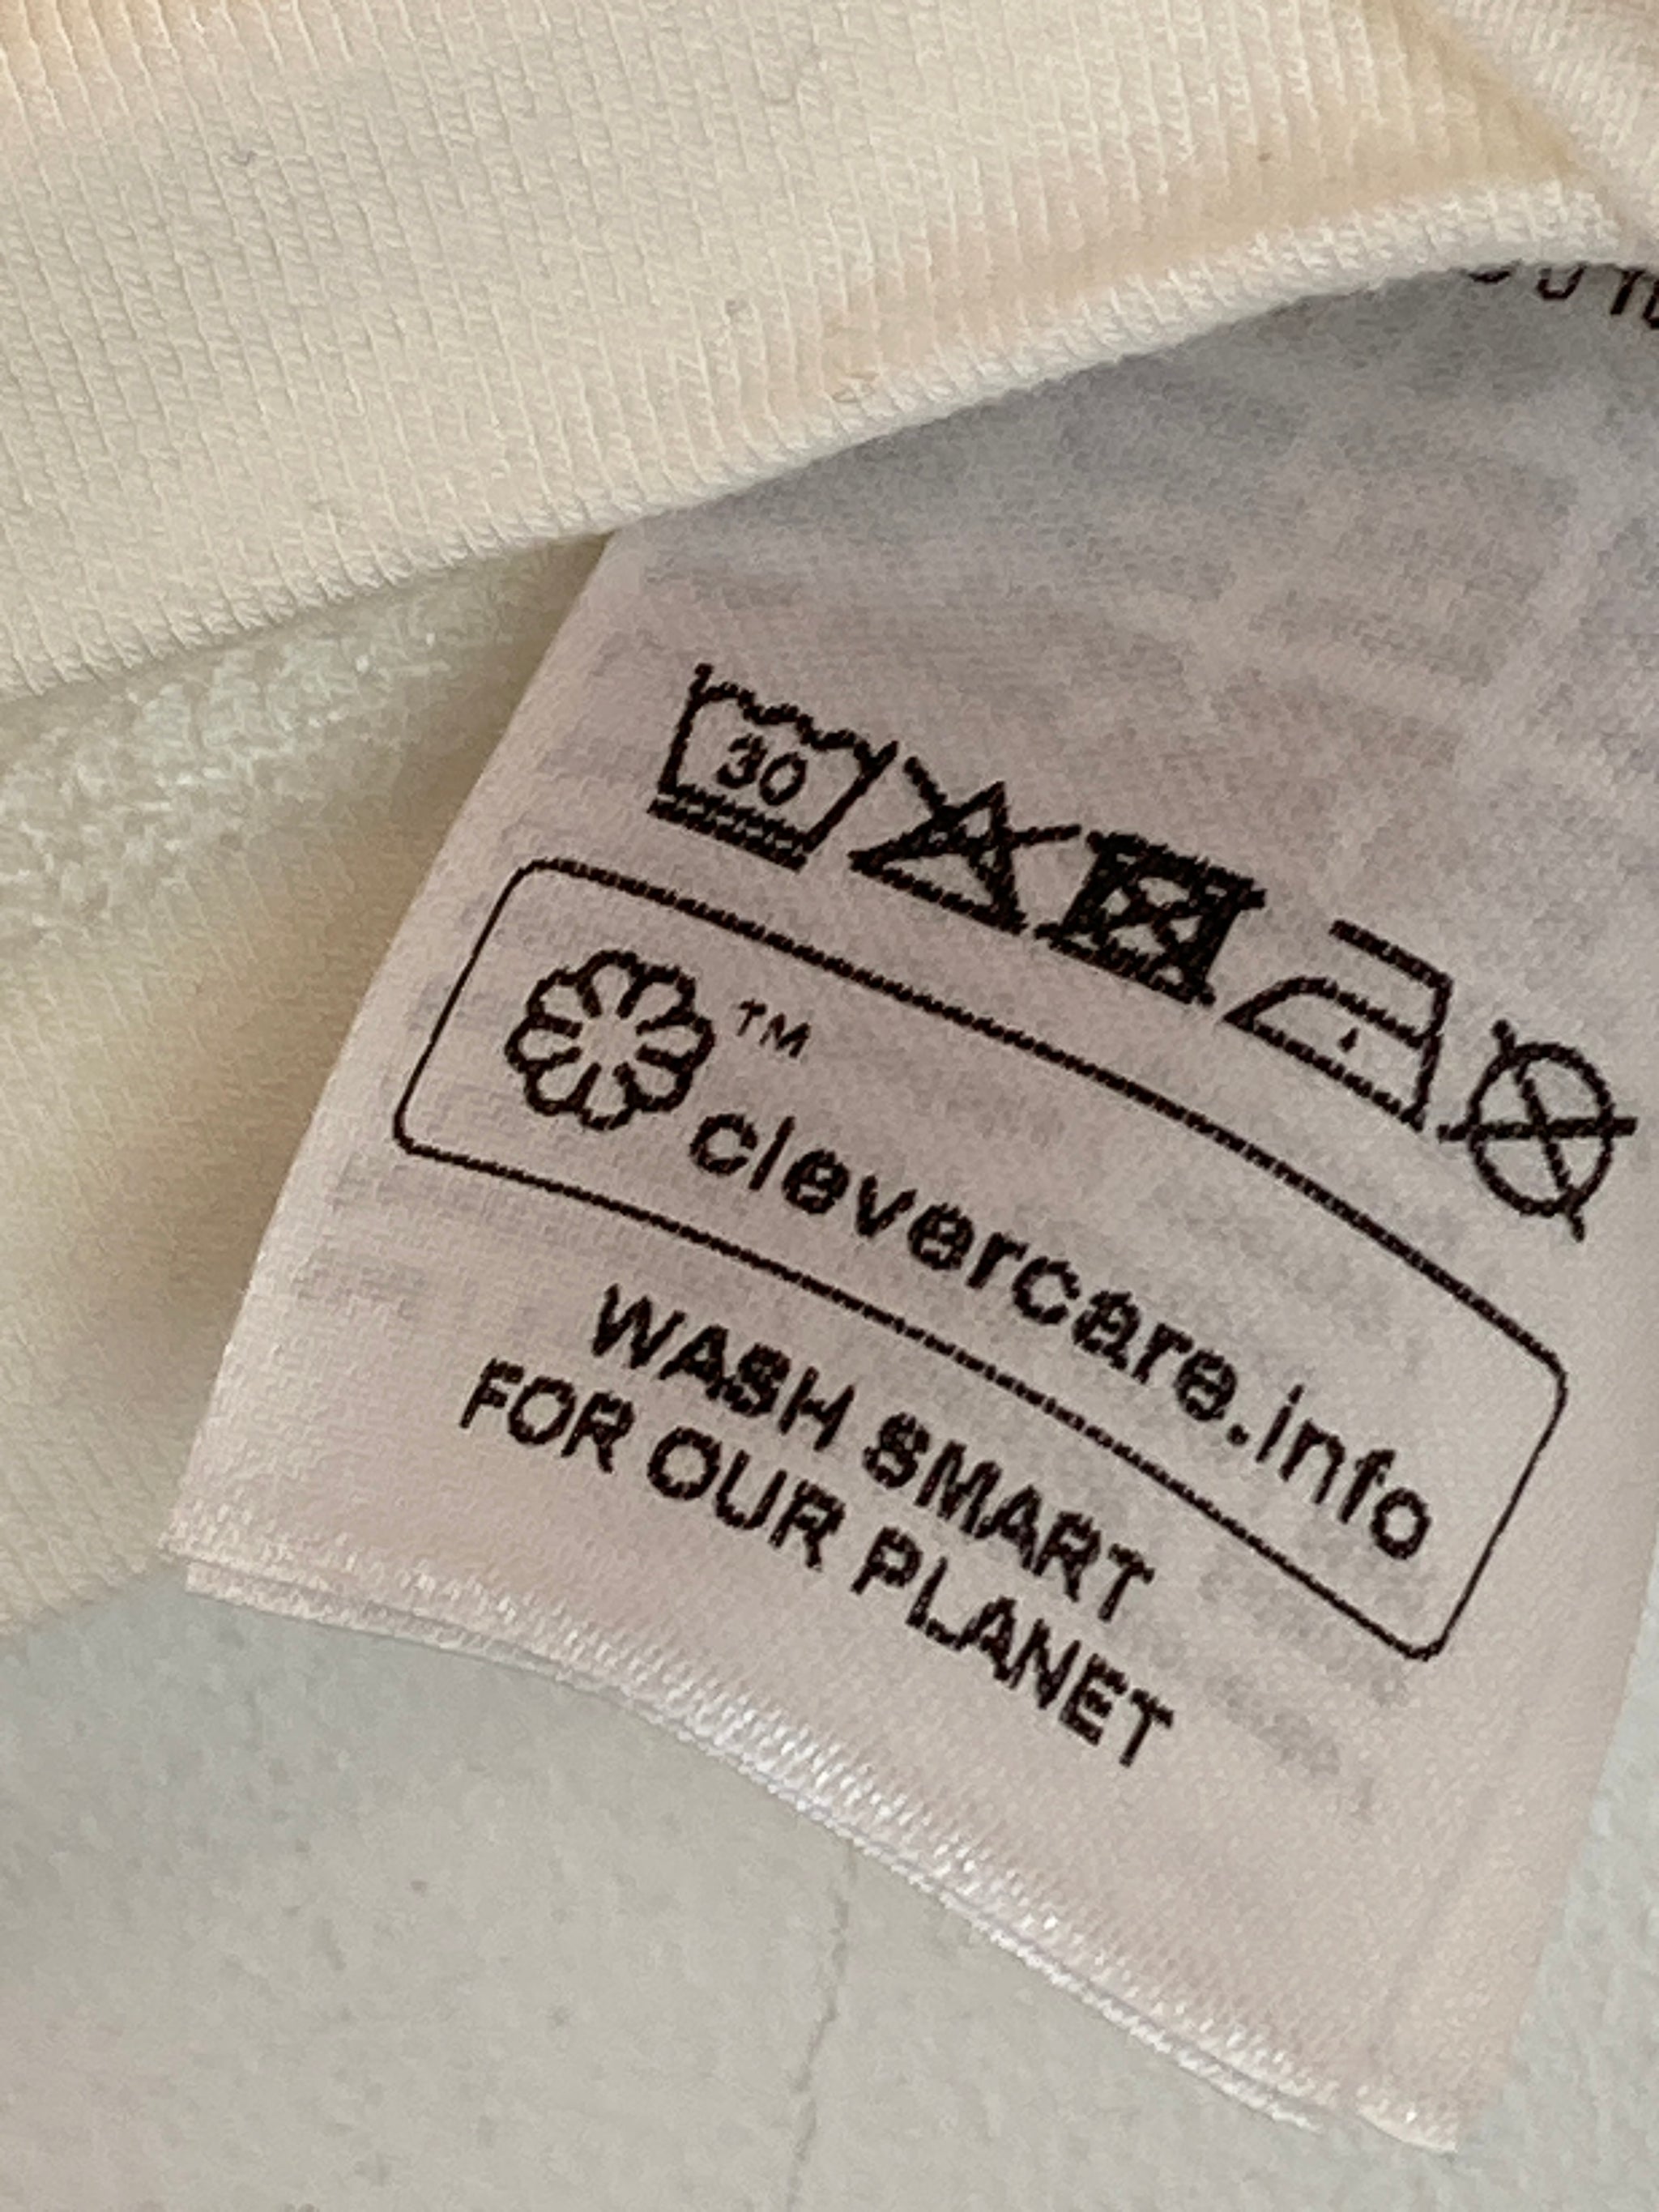 30
™
clevercare.info
WASH SMART
FOR OUR PLANET